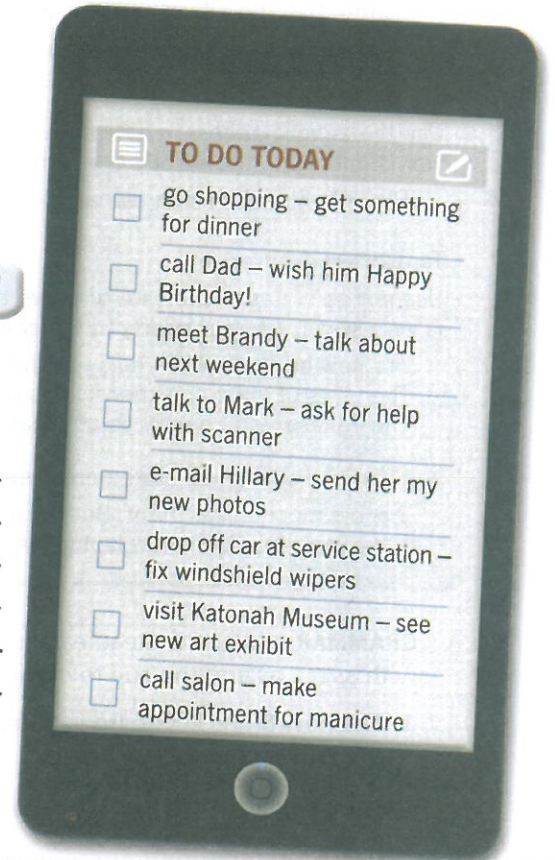 TO DO TODAY
go shopping – get something
for dinner
call Dad – wish him Happy
Birthday!
meet Brandy – talk about
next weekend
talk to Mark – ask for help
with scanner
e-mail Hillary – send her my
new photos
drop off car at service station –
fix windshield wipers
visit Katonah Museum – see
new art exhibit
call salon – make
appointment for manicure